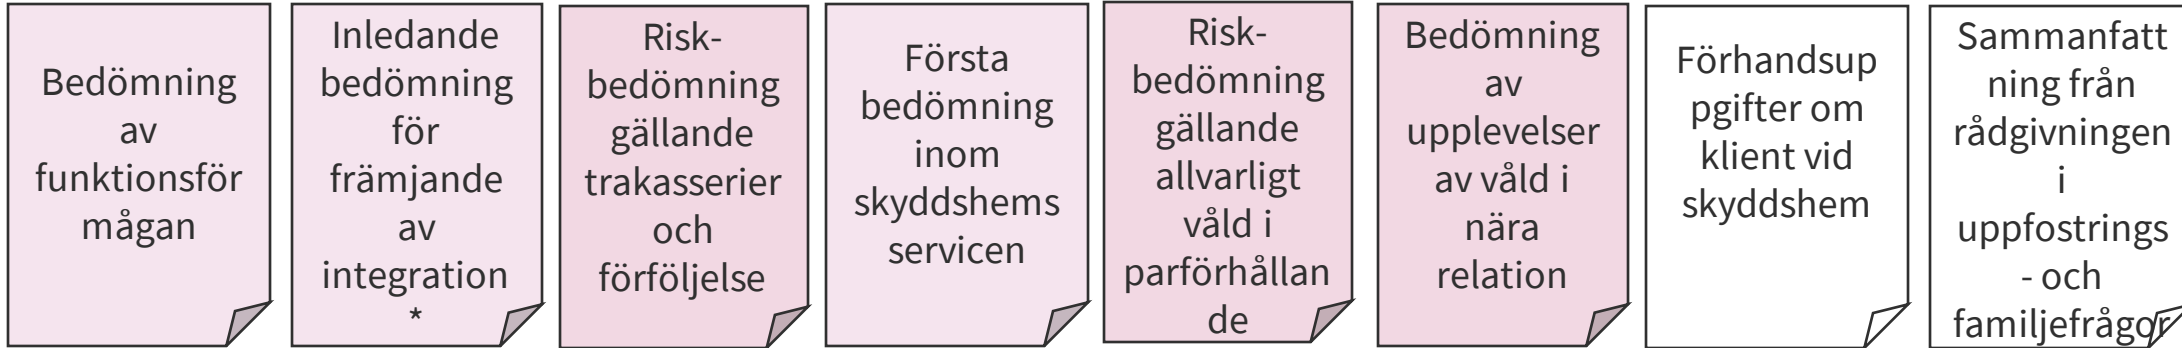 Bedömning
av
funktionsför
mågan
Inledande
bedömning
för
främjande
av
integration
*
Risk-
bedömning
gällande
trakasserier
och
förföljelse
Första
bedömning
inom
skyddshems
servicen
Risk-
bedömning
gällande
allvarligt
våld i
parförhållan
de
Bedömning
av
upplevelser
av våld i
nära
relation
Förhandsup
pgifter om
klient vid
skyddshem
Sammanfatt
ning från
rådgivningen
i
uppfostrings
- och
familjefrågor